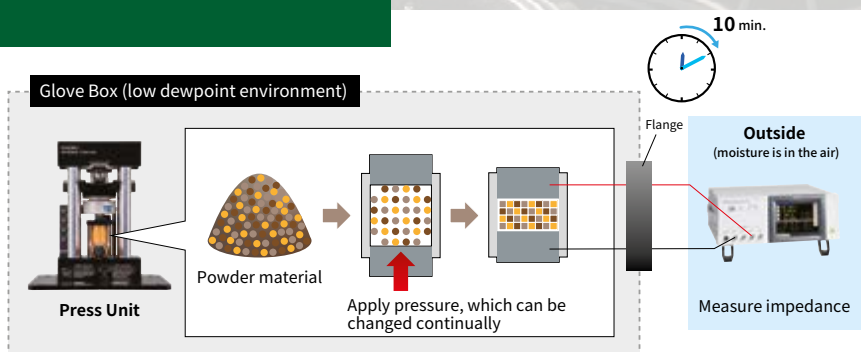 10 min.
Glove Box (low dewpoint environment)
Flange
Outside
(moisture is in the air)
Powder material
Press Unit
Apply pressure, which can be
changed continually
Measure impedance